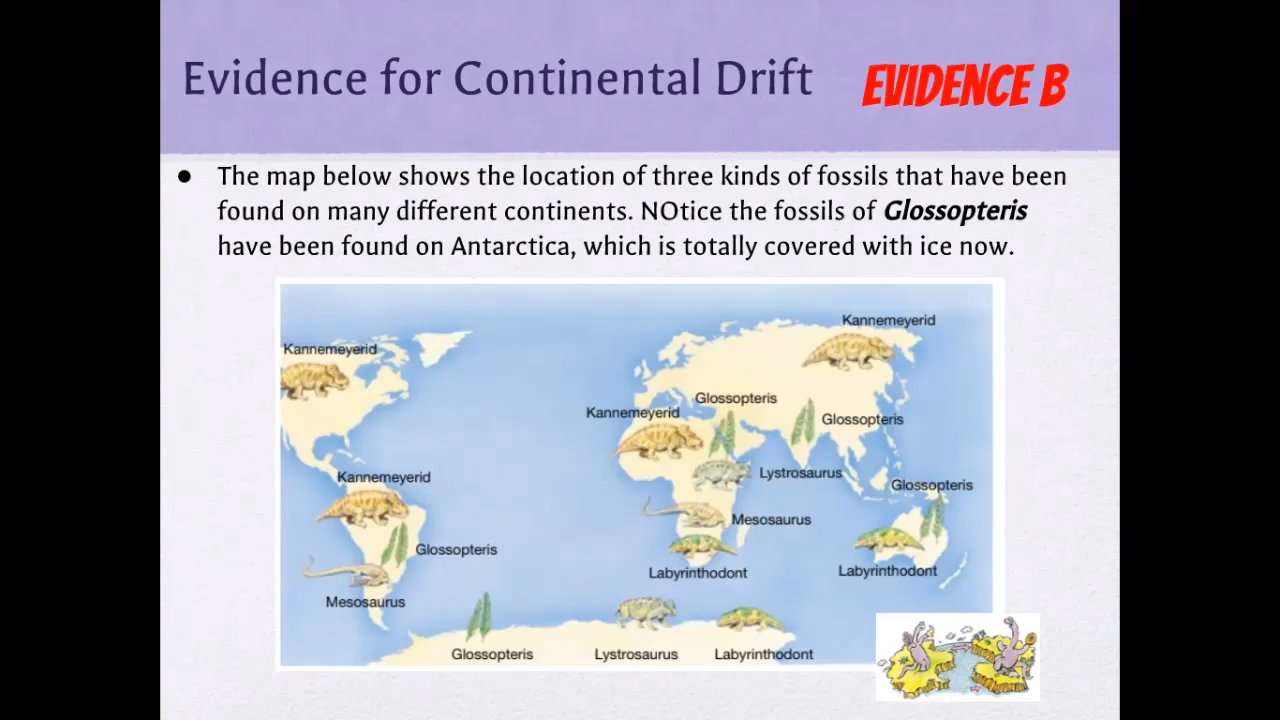 Evidence for Continental Drift
EVIDENCE B
● The map below shows the location of three kinds of fossils that have been
found on many different continents. NOtice the fossils of Glossopteris
have been found on Antarctica, which is totally covered with ice now.
Kannemeyerid
Kannemeyerid
Glossopteris
Kannemeyerid
Glossopteris
Lystrosaurus
Kannemeyerid
Glossopteris
Mesosaurus
Glossopteris
Labyrinthodont
Labyrinthodont
Mesosaurus
Glossopteris
Lystrosaurus
Labyrinthodont